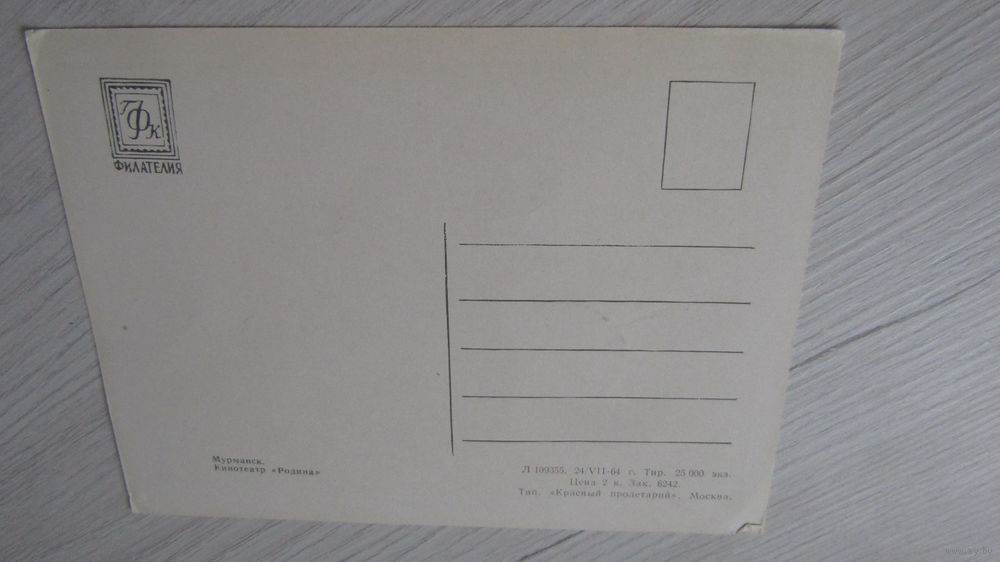 ГФК
ФИЛАТЕЛИЯ
Мурманск.
Кинотеатр «Родина»
Л 109355. 24/VII-64 г. Тир. 25 000 экз.
Цена 2 к. Зак. 6242.
Тип. «Красный пролетарий». Москва.